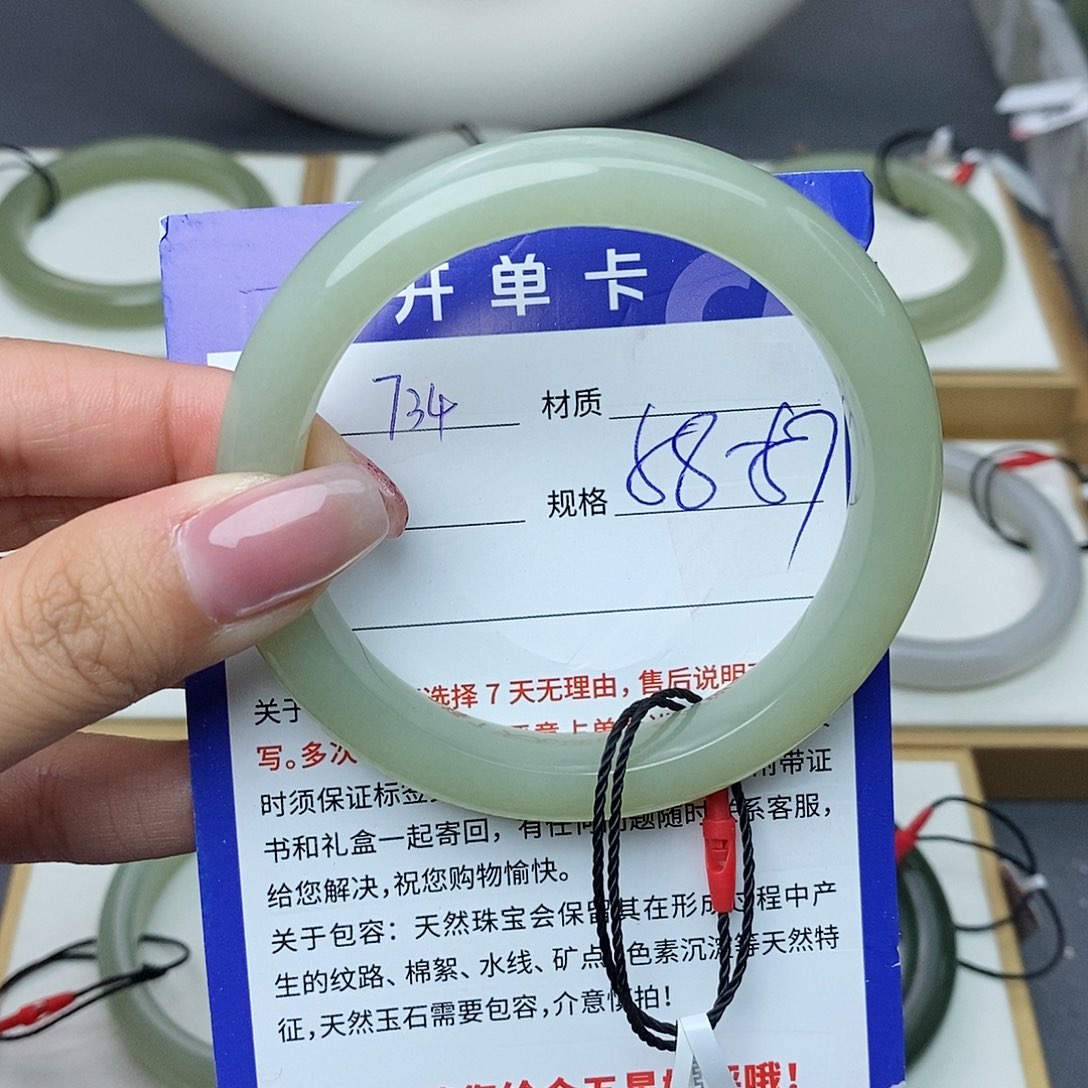 开单卡
734 材质
规格 58-59
关于
选择7天无理由,售后说明
写。多次
时须保证标签
附带证
书和礼盒一起寄回,有任何问题随时联系客服,
给您解决,祝您购物愉快。
关于包容:天然珠宝会保留其在形成过程中产
生的纹路、棉絮、水线、矿点、色素沉淀等天然特
征,天然玉石需要包容,介意慎拍!